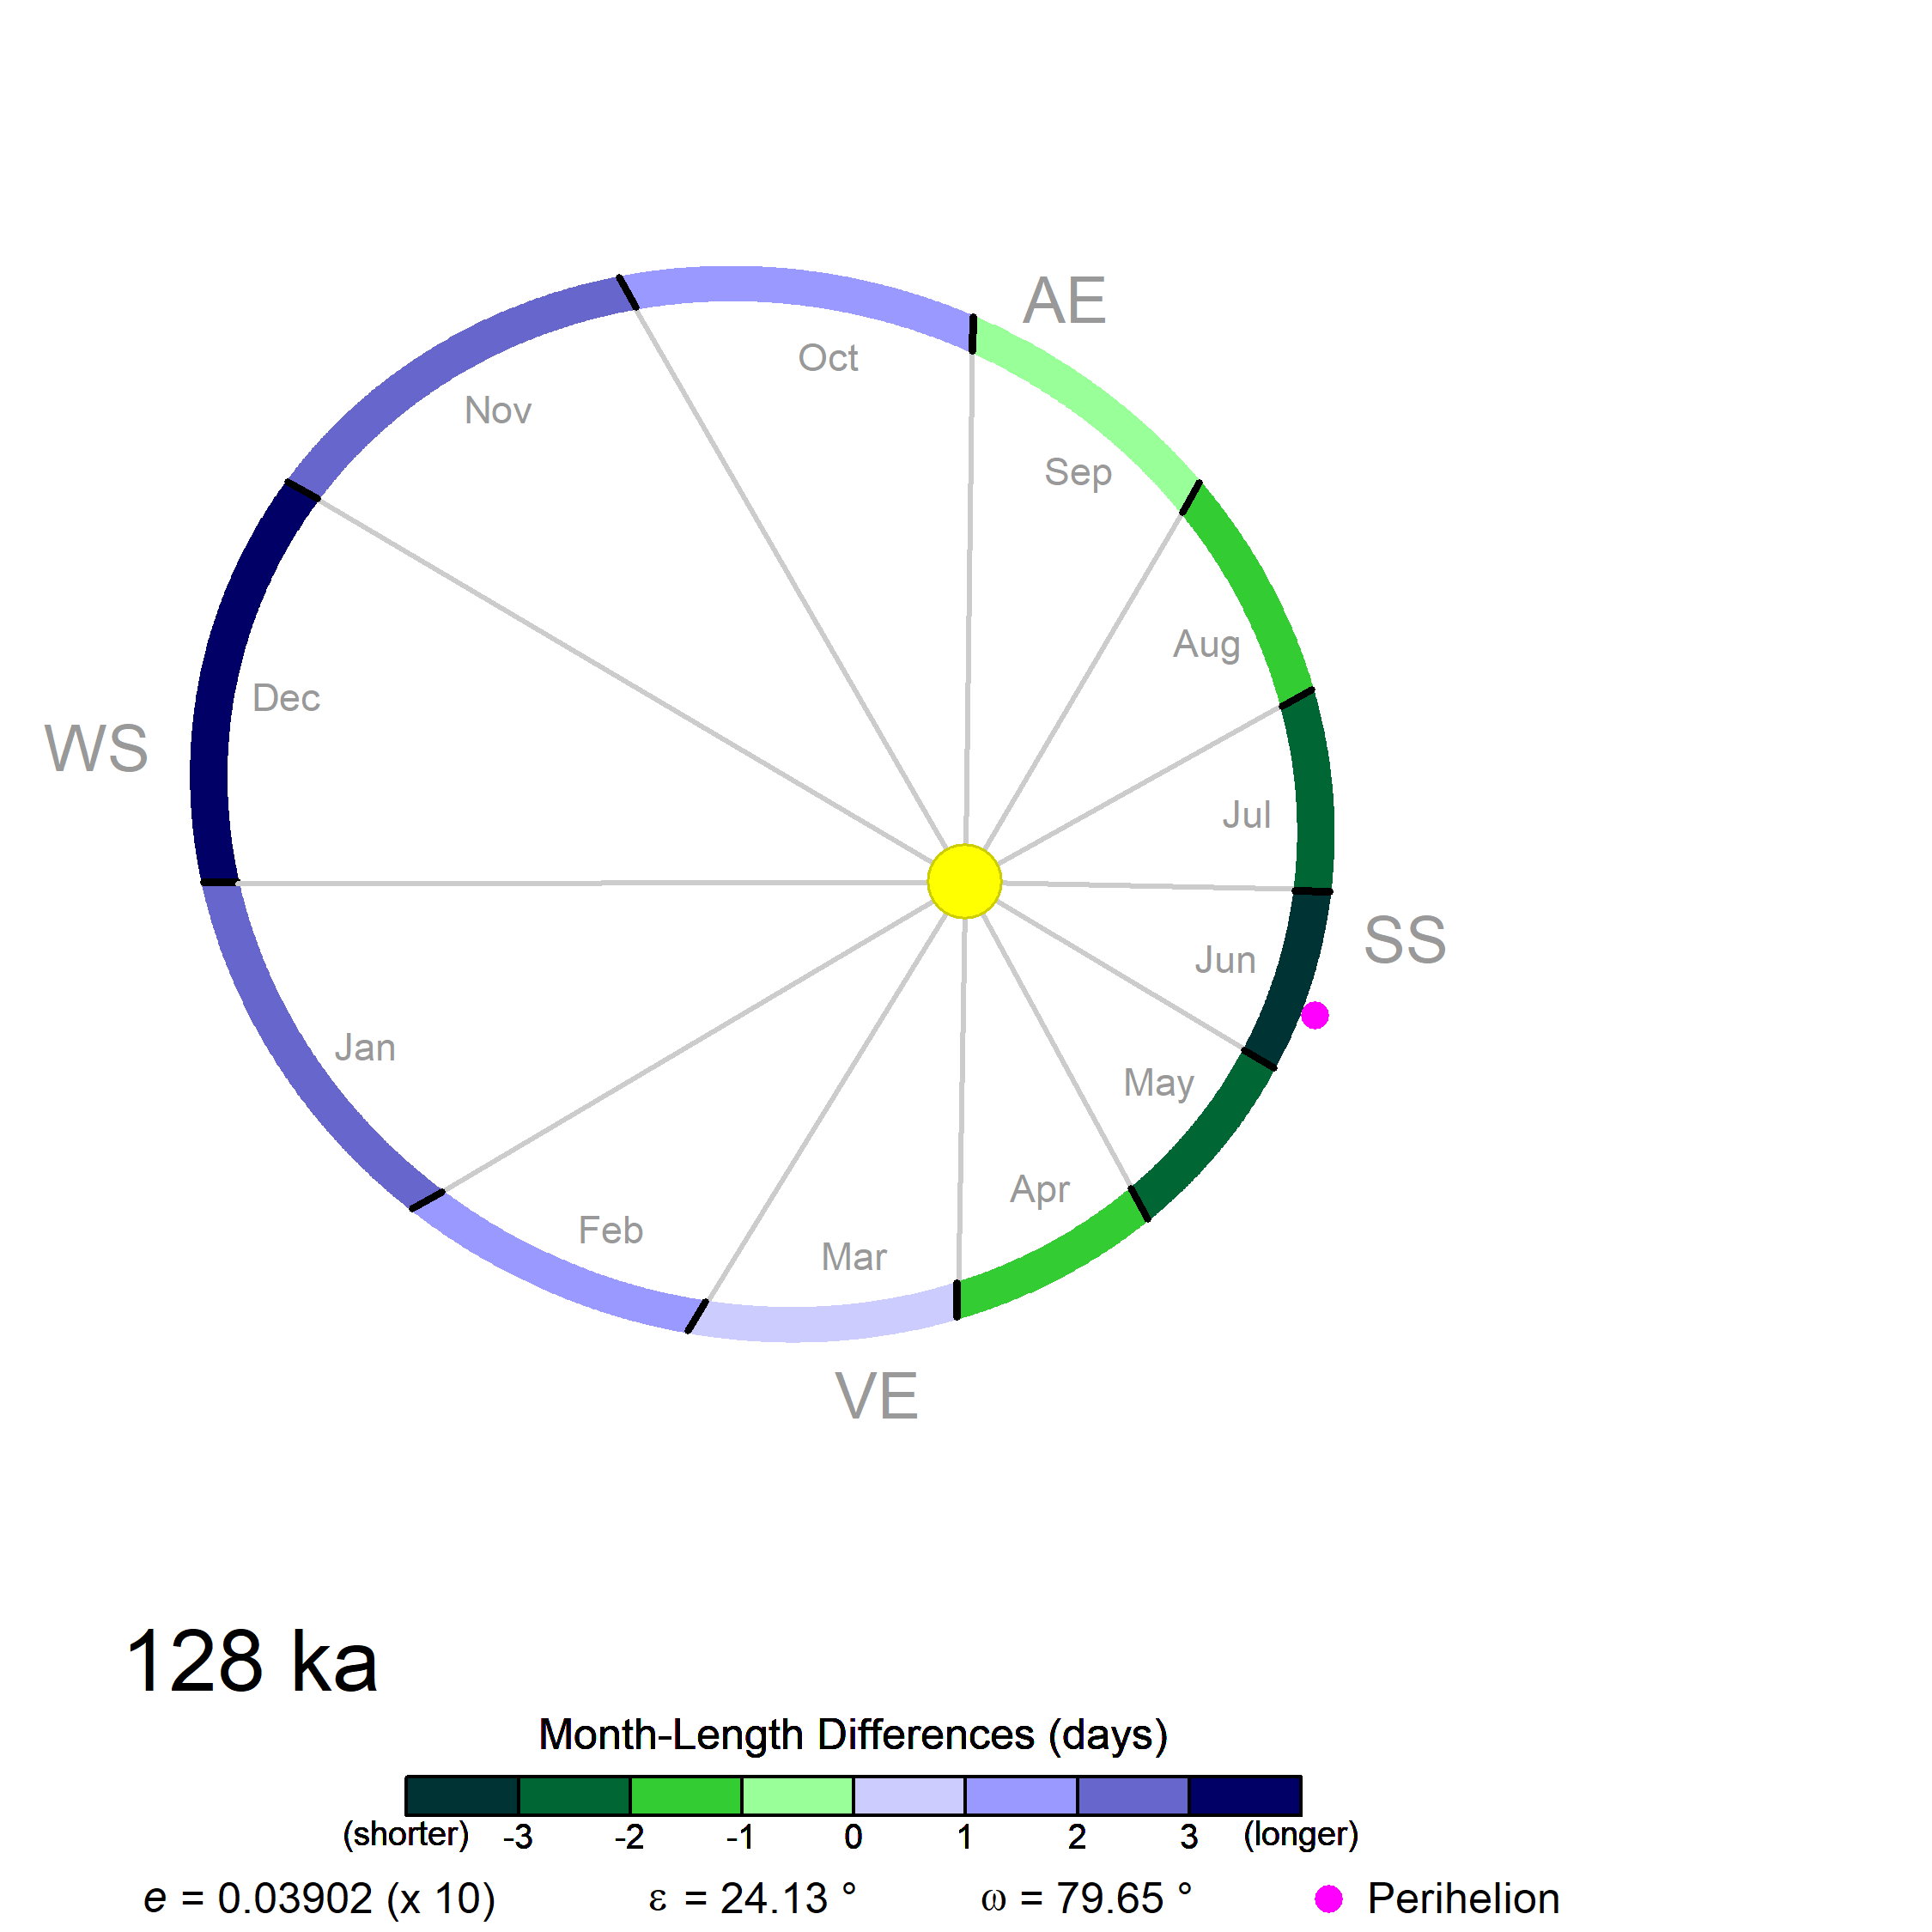 AE
Oct
Nov
Sep
Aug
Dec
WS
Jul
SS
Jun
Jan
May
Apr
Feb
Mar
VE
128 ka
Month-Length Differences (days)
(shorter) -3 -2 -1 0 1 2 3 (longer)
e = 0.03902 (x 10) ε = 24.13 ° ω = 79.65 ° Perihelion